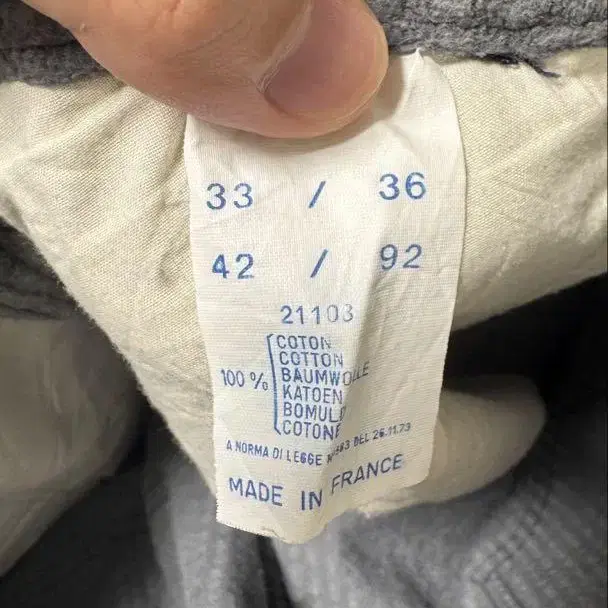 33 / 36
42 / 92
21103
100 %
COTON
COTTON
BAUMWOLLE
KATOEN
BOMULD
COTONE
A NORMA DI LEGGE DEL 26.11.73
MADE IN FRANCE